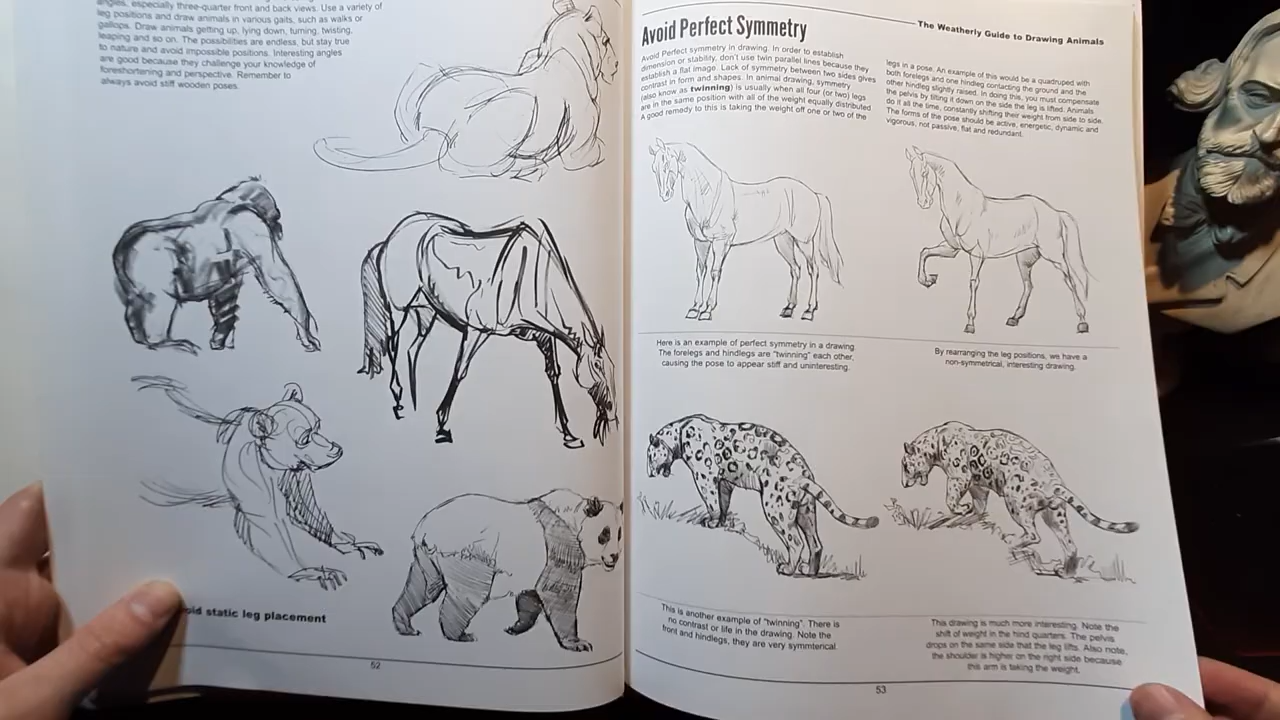 angles, especially three-quarter front and back views. Use a variety of
leg positions and draw animals in various gaits, such as walks or
gallops. Draw animals getting up, lying down, turning, twisting,
leaping and so on. The possibilities are endless, but stay true
to nature and avoid impossible positions. Interesting angles
are good because they challenge your knowledge of
foreshortening and perspective. Remember to
always avoid stiff wooden poses.
oid static leg placement
52
The Weatherly Guide to Drawing Animals
Avoid Perfect Symmetry
Avoid Perfect symmetry in drawing. In order to establish
dimension or stability, don't use twin parallel lines because they
establish a flat image. Lack of symmetry between two sides gives
contrast in form and shapes. In animal drawing, symmetry
(also know as twinning) is usually when all four (or two) legs
are in the same position with all of the weight equally distributed.
A good remedy to this is taking the weight off one or two of the
legs in a pose. An example of this would be a quadruped with
both forelegs and one hindleg contacting the ground and the
other hindleg slightly raised. In doing this, you must compensate
the pelvis by tilting it down on the side the leg is lifted. Animals
do it all the time, constantly shifting their weight from side to side.
The forms of the pose should be active, energetic, dynamic and
vigorous, not passive, flat and redundant.
Here is an example of perfect symmetry in a drawing.
The forelegs and hindlegs are "twinning" each other,
causing the pose to appear stiff and uninteresting.
By rearranging the leg positions, we have a
non-symmetrical, interesting drawing.
This is another example of "twinning". There is
no contrast or life in the drawing. Note the
front and hindlegs, they are very symmterical.
This drawing is much more interesting. Note the
shift of weight in the hind quarters. The pelvis
drops on the same side that the leg lifts. Also note,
the shoulder is higher on the right side because
this arm is taking the weight.
53